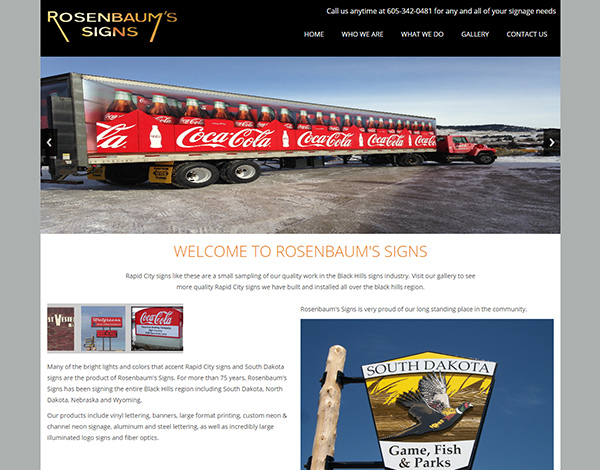 ROSENBAUM'S
SIGNS
Call us anytime at 605-342-0481 for any and all of your signage needs
HOME WHO WE ARE WHAT WE DO GALLERY CONTACT US
Coca-Cola Coca-Cola Coca-Cola
WELCOME TO ROSENBAUM'S SIGNS
Rapid City signs like these are a small sampling of our quality work in the Black Hills signs industry. Visit our gallery to see
more quality Rapid City signs we have built and installed all over the black hills region.
Walgreens
Coca-Cola
Rosenbaum's Signs is very proud of our long standing place in the community.
Many of the bright lights and colors that accent Rapid City signs and South Dakota
signs are the product of Rosenbaum's Signs. For more than 75 years, Rosenbaum's
Signs has been signing the entire Black Hills region including South Dakota, North
Dakota, Nebraska and Wyoming.
Our products include vinyl lettering, banners, large format printing, custom neon &
channel neon signage, aluminum and steel lettering, as well as incredibly large
illuminated logo signs and fiber optics.
SOUTH DAKOTA
Game, Fish
& Parks